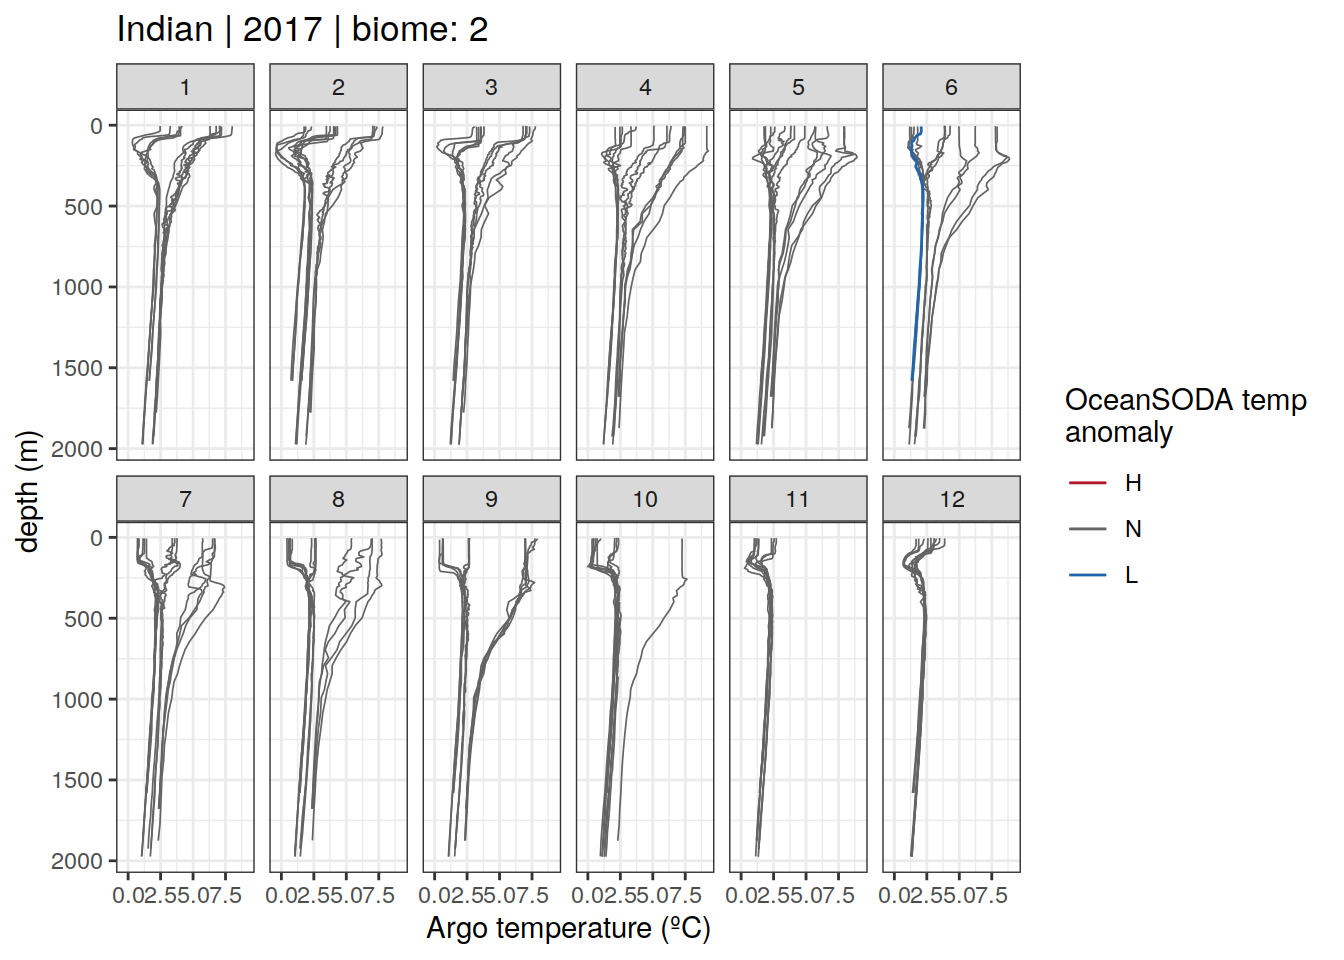 Indian | 2017 | biome: 2
1 2 3 4 5 6
0
500
1000
1500
2000
7 8 9 10 11 12
0
500
1000
1500
2000
0.02.55.07.5 0.02.55.07.5 0.02.55.07.5 0.02.55.07.5 0.02.55.07.5 0.02.55.07.5
Argo temperature (ºC)
depth (m)
OceanSODA temp
anomaly
H
N
L